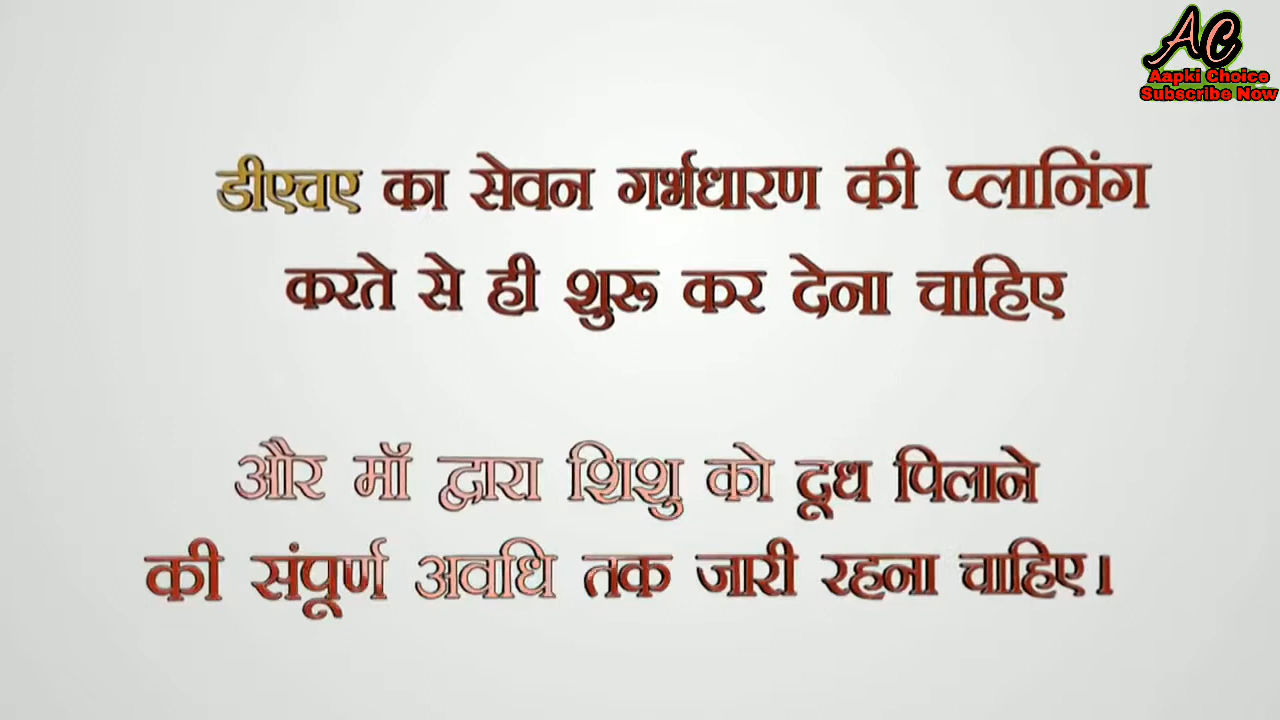 AC
Aapki Choice
Subscribe Now
डीएचए का सेवन गर्भधारण की प्लानिंग
करते से ही शुरू कर देना चाहिए
और माँ द्वारा शिशु को दूध पिलाने
की संपूर्ण अवधि तक जारी रहना चाहिए।